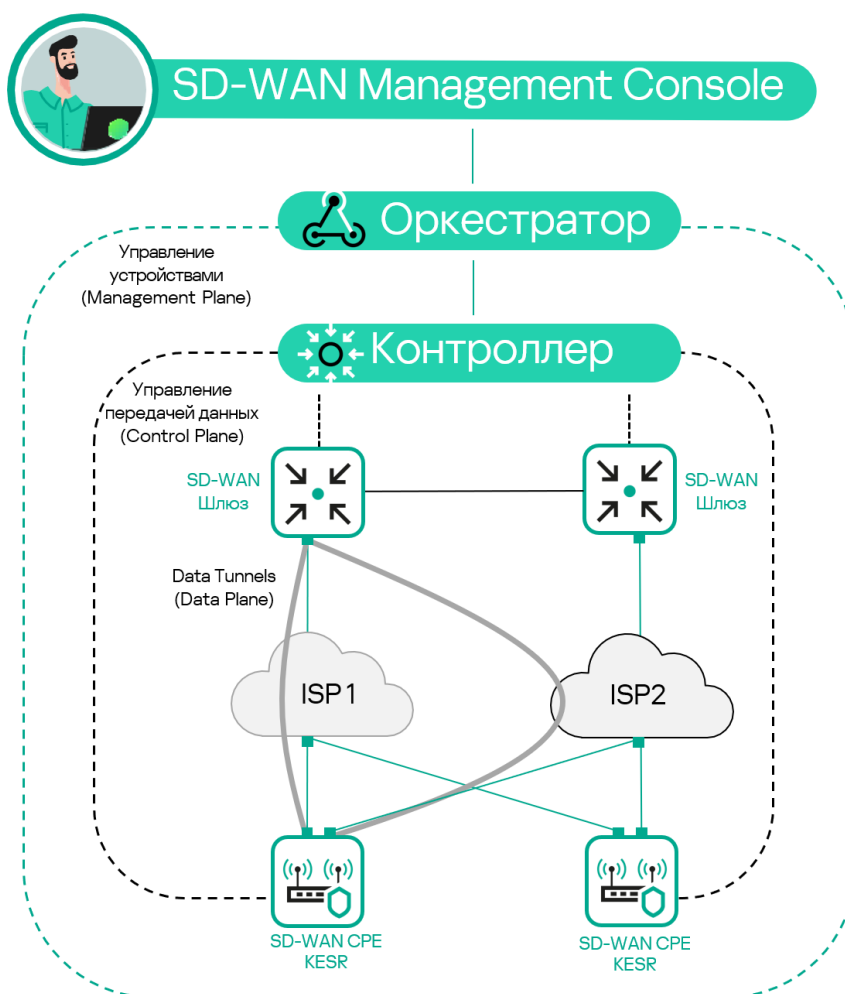 SD-WAN Management Console
Оркестратор
Управление
устройствами
(Management Plane)
Контроллер
Управление
передачей данных
(Control Plane)
SD-WAN
Шлюз
SD-WAN
Шлюз
Data Tunnels
(Data Plane)
ISP1
ISP2
SD-WAN CPE
KESR
SD-WAN CPE
KESR